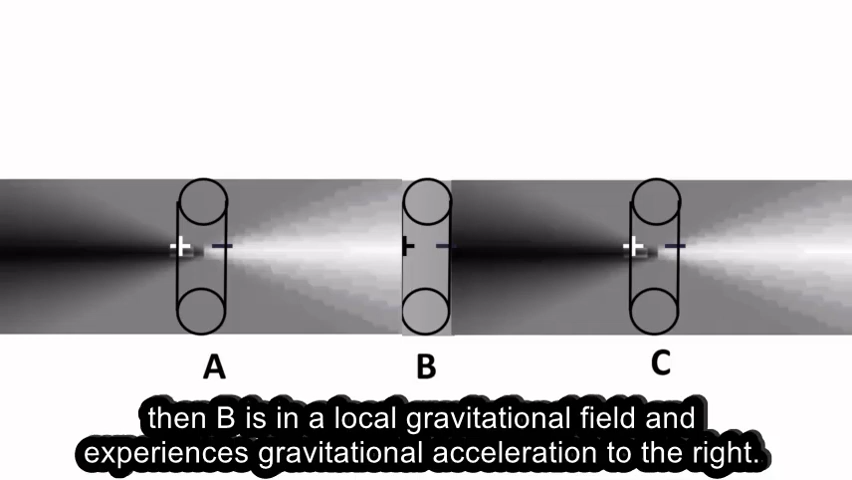 + − + − + −
A B C
then B is in a local gravitational field and
experiences gravitational acceleration to the right.